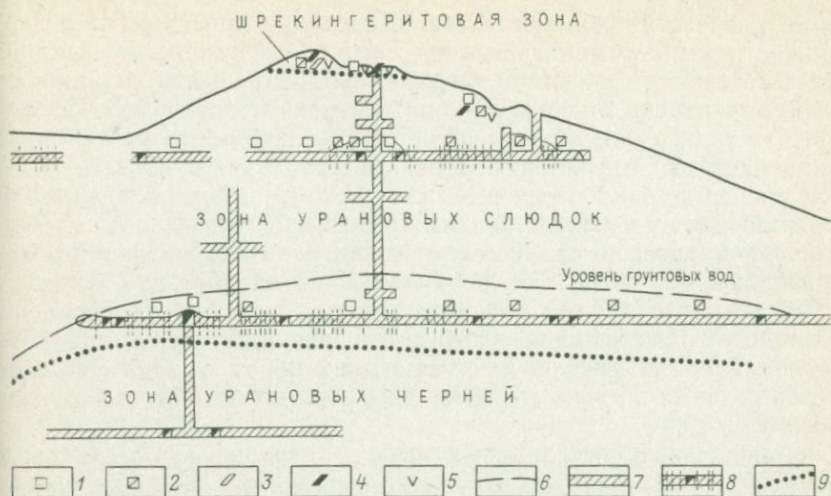 ШРЕКИНГЕРИТОВАЯ ЗОНА
ЗОНА УРАНОВЫХ СЛЮДОК
Уровень грунтовых вод
ЗОНА УРАНОВЫХ ЧЕРНЕЙ
1 2 3 4 5 6 7 8 9